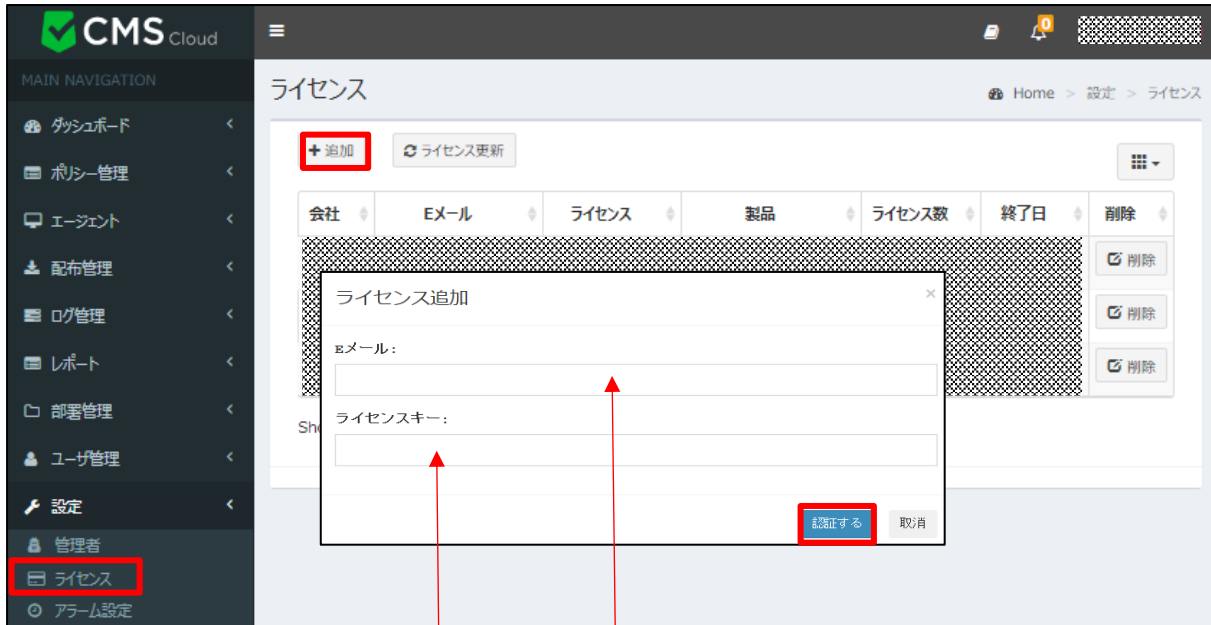 CMS Cloud
0
MAIN NAVIGATION
ライセンス
Home > 設定 > ライセンス
ダッシュボード
ポリシー管理
エージェント
配布管理
ログ管理
レポート
部署管理
ユーザ管理
設定
管理者
ライセンス
アラーム設定
追加
ライセンス更新
会社 Eメール ライセンス 製品 ライセンス数 終了日 削除
削除
削除
削除
ライセンス追加
×
Eメール:
ライセンスキー:
認証する 取消